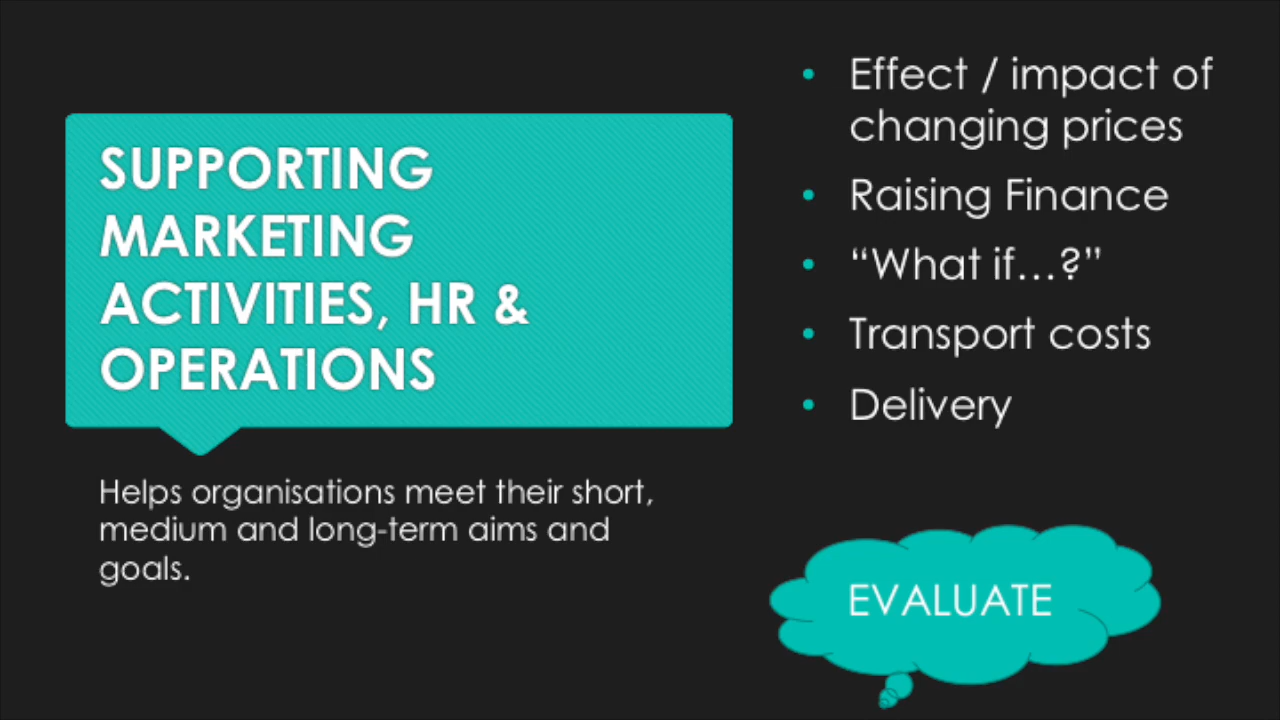 SUPPORTING
MARKETING
ACTIVITIES, HR &
OPERATIONS
Helps organisations meet their short,
medium and long-term aims and
goals.
• Effect / impact of
changing prices
• Raising Finance
• “What if…?”
• Transport costs
• Delivery
EVALUATE